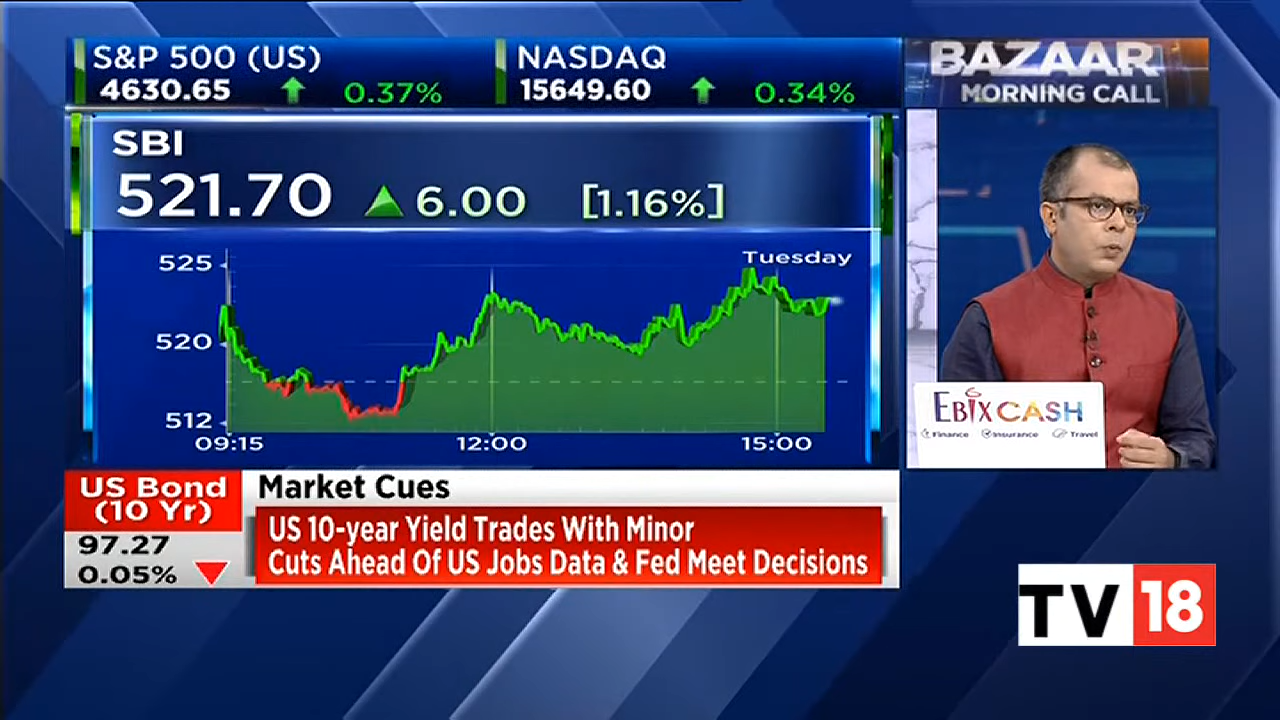 S&P 500 (US)
4630.65 0.37%
NASDAQ
15649.60 0.34%
BAZAAR
MORNING CALL
SBI
521.70 6.00 [1.16%]
Tuesday
525
520
512
09:15 12:00 15:00
EBIXCASH
Finance Insurance Travel
US Bond
(10 Yr)
97.27
0.05%
Market Cues
US 10-year Yield Trades With Minor
Cuts Ahead Of US Jobs Data & Fed Meet Decisions
TV18